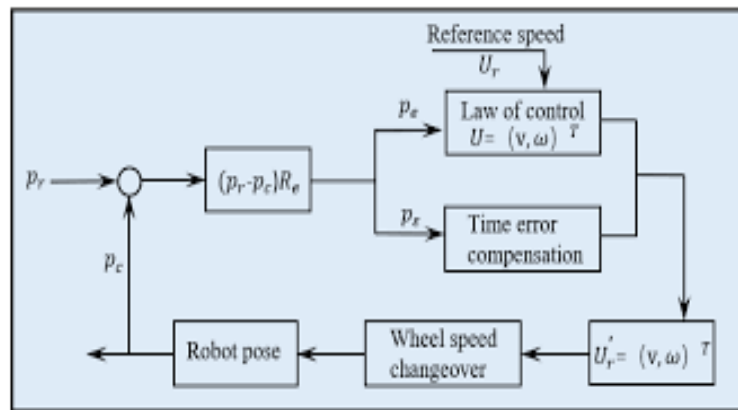 Reference speed
U_r
p_e
Law of control
U= (v,ω) ^T
p_r
(p_r-p_c)R_e
p_ε
Time error
compensation
p_c
Robot pose
Wheel speed
changeover
U_r^'= (v,ω) ^T